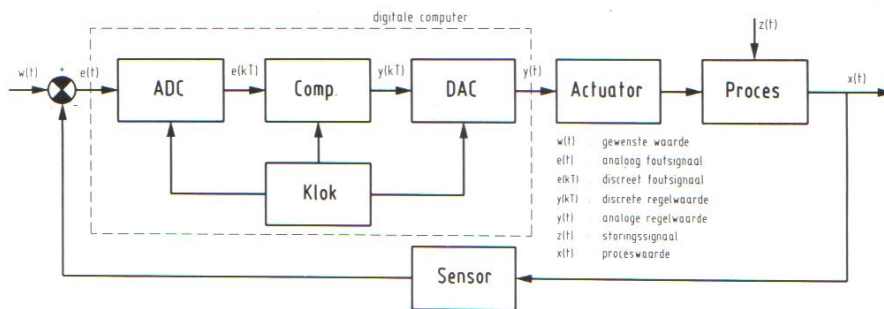 digitale computer
z(t)
w(t)
+
e(t)
ADC
e(kT)
Comp.
y(kT)
DAC
y(t)
Actuator
Proces
x(t)
-
Klok
w(t) : gewenste waarde
e(t) : analoog foutsignaal
e(kT) : discreet foutsignaal
y(kT) : discrete regelwaarde
y(t) : analoge regelwaarde
z(t) : storingssignaal
x(t) : proceswaarde
Sensor